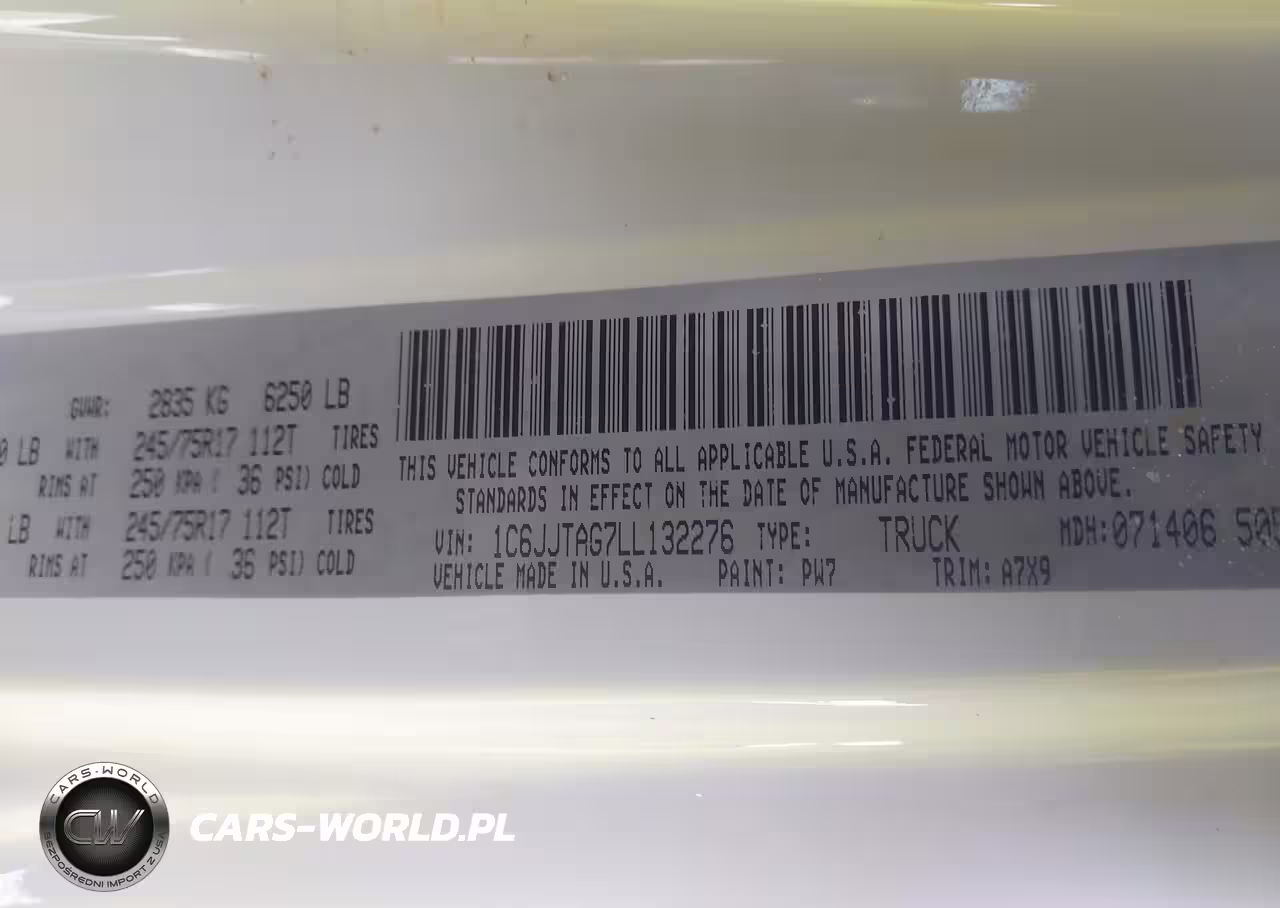 GVWR: 2835 KG 6250 LB
LB WITH 245/75R17 112T TIRES
RIMS AT 250 KPA ( 36 PSI) COLD
LB WITH 245/75R17 112T TIRES
RIMS AT 250 KPA ( 36 PSI) COLD
THIS VEHICLE CONFORMS TO ALL APPLICABLE U.S.A. FEDERAL MOTOR VEHICLE SAFETY
STANDARDS IN EFFECT ON THE DATE OF MANUFACTURE SHOWN ABOVE.
VIN: 1C6JJTAG7LL132276 TYPE: TRUCK MDH:071406
VEHICLE MADE IN U.S.A. PAINT: PW7 TRIM: A7X9
CARS-WORLD
CW
BEZPOŚREDNI IMPORT Z USA
CARS-WORLD.PL